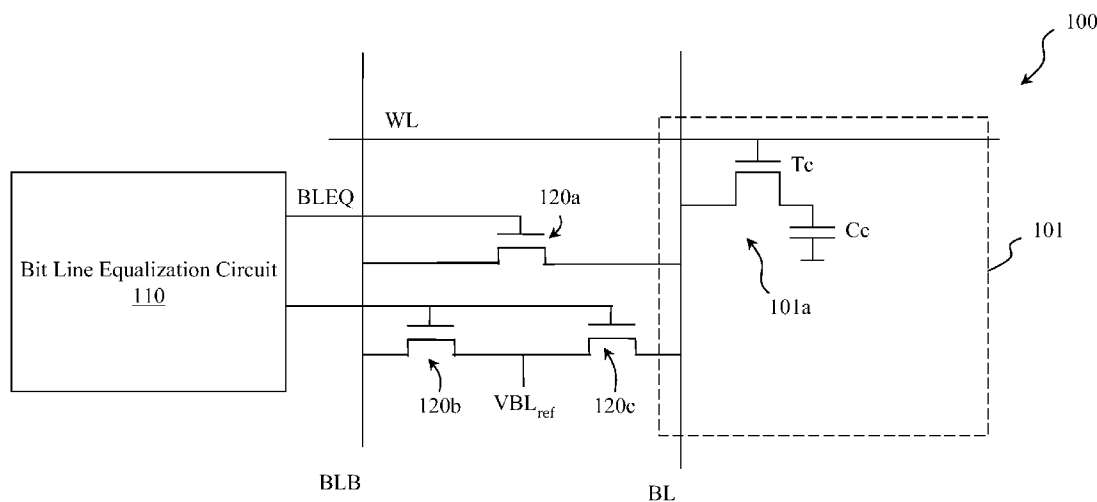 100
WL
Tc
BLEQ
120a
Cc
101
Bit Line Equalization Circuit
110
101a
120b
VBLref
120c
BLB
BL